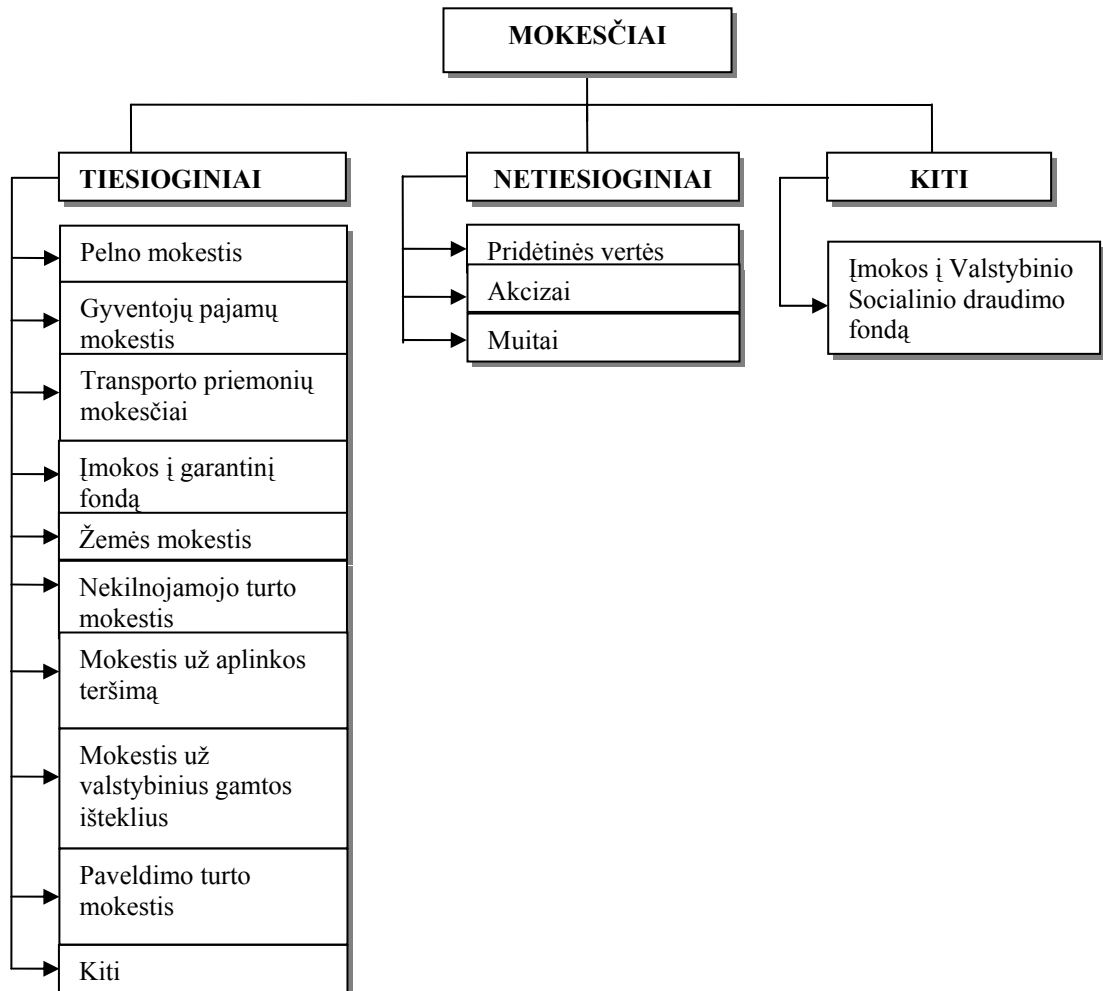 MOKESČIAI
TIESIOGINIAI
Pelno mokestis
Gyventojų pajamų
mokestis
Transporto priemonių
mokesčiai
Įmokos į garantinį
fondą
Žemės mokestis
Nekilnojamojo turto
mokestis
Mokestis už aplinkos
teršimą
Mokestis už
valstybinius gamtos
išteklius
Paveldimo turto
mokestis
Kiti
NETIESIOGINIAI
Pridėtinės vertės
Akcizai
Muitai
KITI
Įmokos į Valstybinio
Socialinio draudimo
fondą